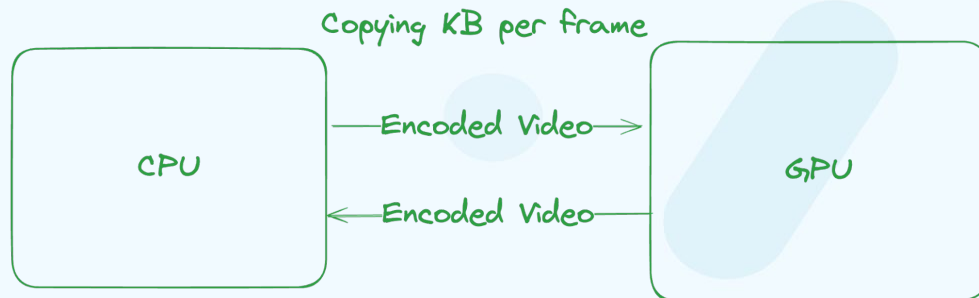 Copying KB per frame
Encoded Video
CPU
GPU
Encoded Video